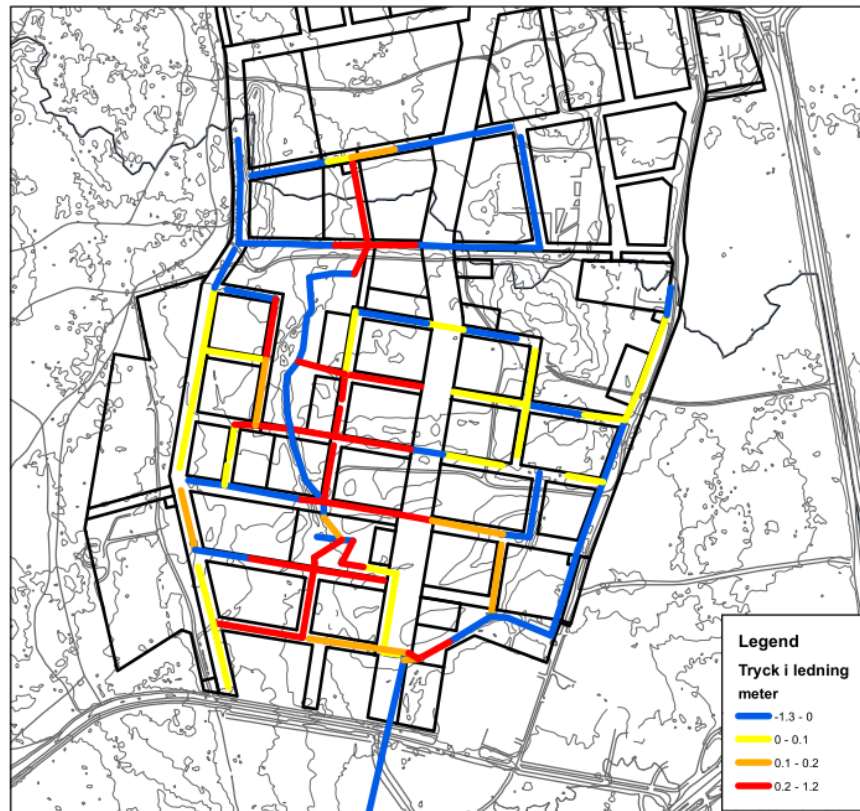 Legend
Tryck i ledning
meter
-1.3 - 0
0 - 0.1
0.1 - 0.2
0.2 - 1.2